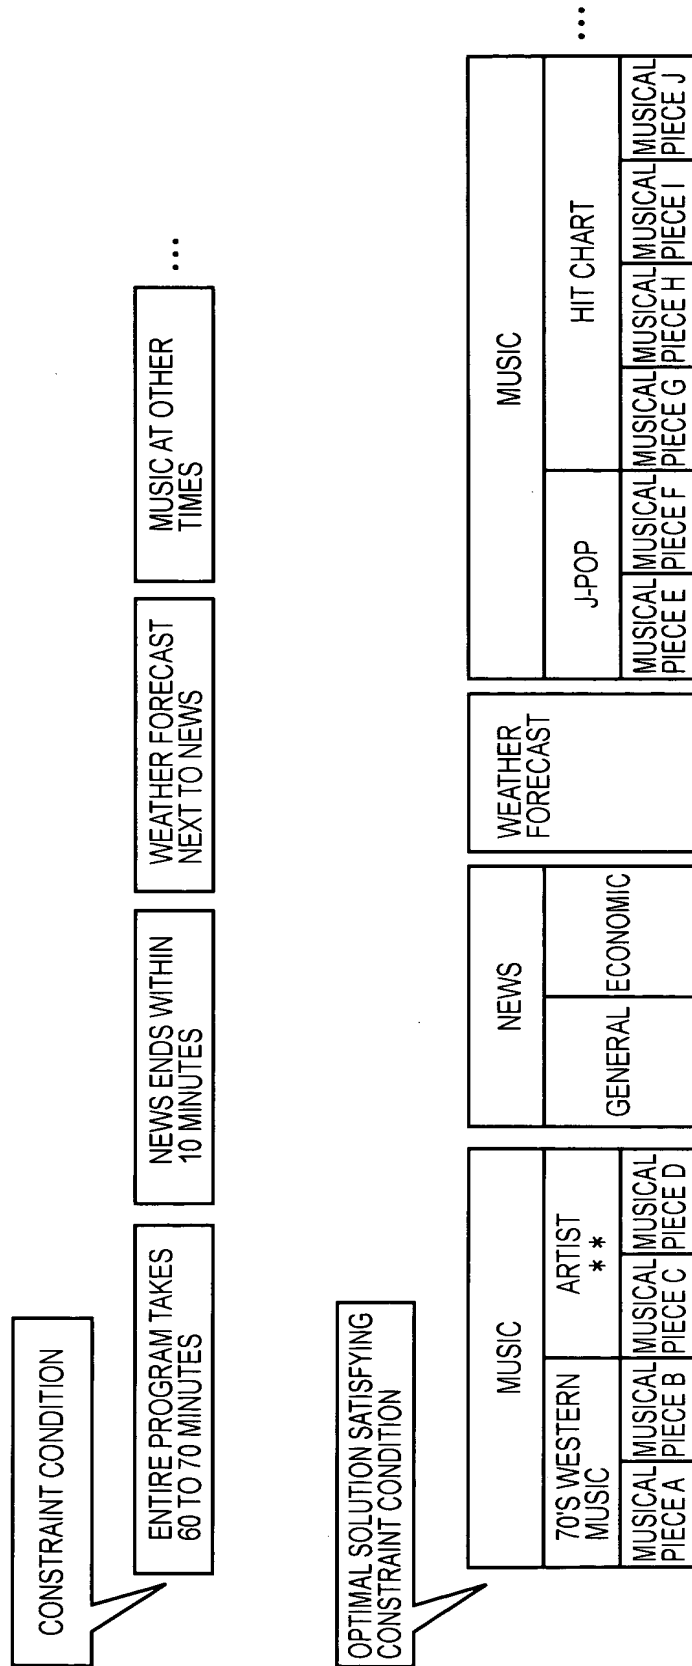 CONSTRAINT CONDITION
ENTIRE PROGRAM TAKES
60 TO 70 MINUTES
NEWS ENDS WITHIN
10 MINUTES
WEATHER FORECAST
NEXT TO NEWS
MUSIC AT OTHER
TIMES
...
OPTIMAL SOLUTION SATISFYING
CONSTRAINT CONDITION
MUSIC
70'S WESTERN
MUSIC
ARTIST
* *
MUSICAL
PIECE A
MUSICAL
PIECE B
MUSICAL
PIECE C
MUSICAL
PIECE D
NEWS
GENERAL
ECONOMIC
WEATHER
FORECAST
MUSIC
J-POP
HIT CHART
MUSICAL
PIECE E
MUSICAL
PIECE F
MUSICAL
PIECE G
MUSICAL
PIECE H
MUSICAL
PIECE I
MUSICAL
PIECE J
...